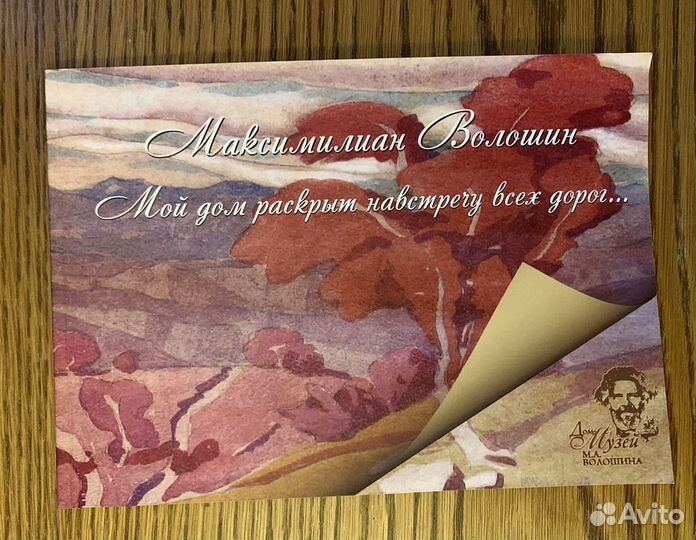 Максимилиан Волошин
Мой дом раскрыт навстречу всех дорог...
Дом
Музей
М.А.
ВОЛОШИНА
Avito